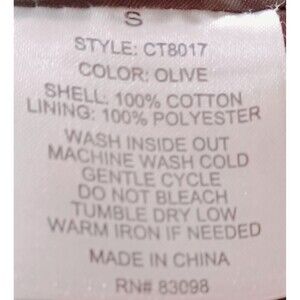 S
STYLE: CT8017
COLOR: OLIVE
SHELL: 100% COTTON
LINING: 100% POLYESTER
WASH INSIDE OUT
MACHINE WASH COLD
GENTLE CYCLE
DO NOT BLEACH
TUMBLE DRY LOW
WARM IRON IF NEEDED
MADE IN CHINA
RN# 83098